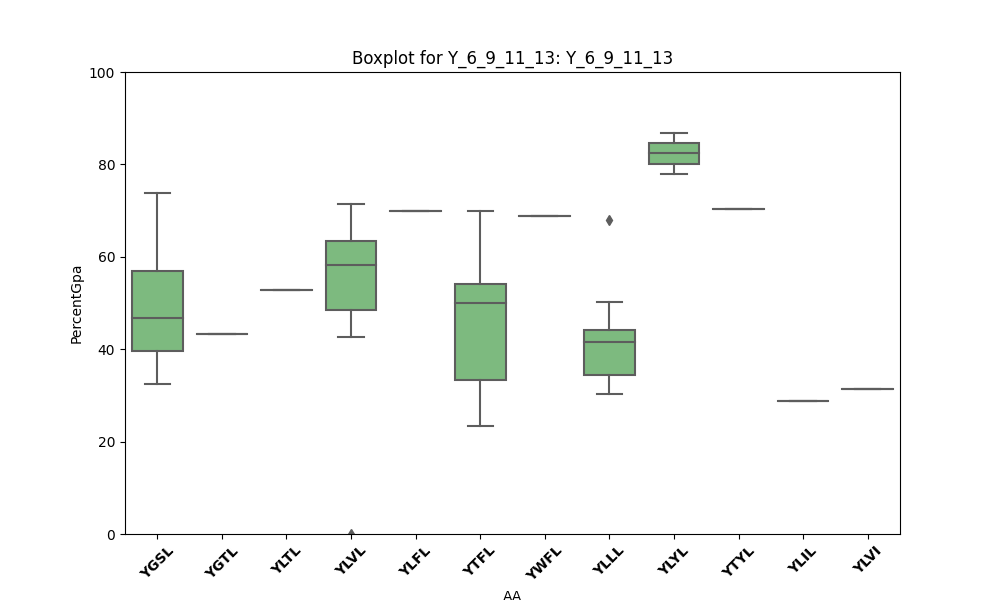 Boxplot for Y_6_9_11_13: Y_6_9_11_13
PercentGpa
100
80
60
40
20
0
YGSL YGTL YLTL YLVL YLFL YTFL YWFL YLLL YLYL YTYL YLIL YLVI
AA